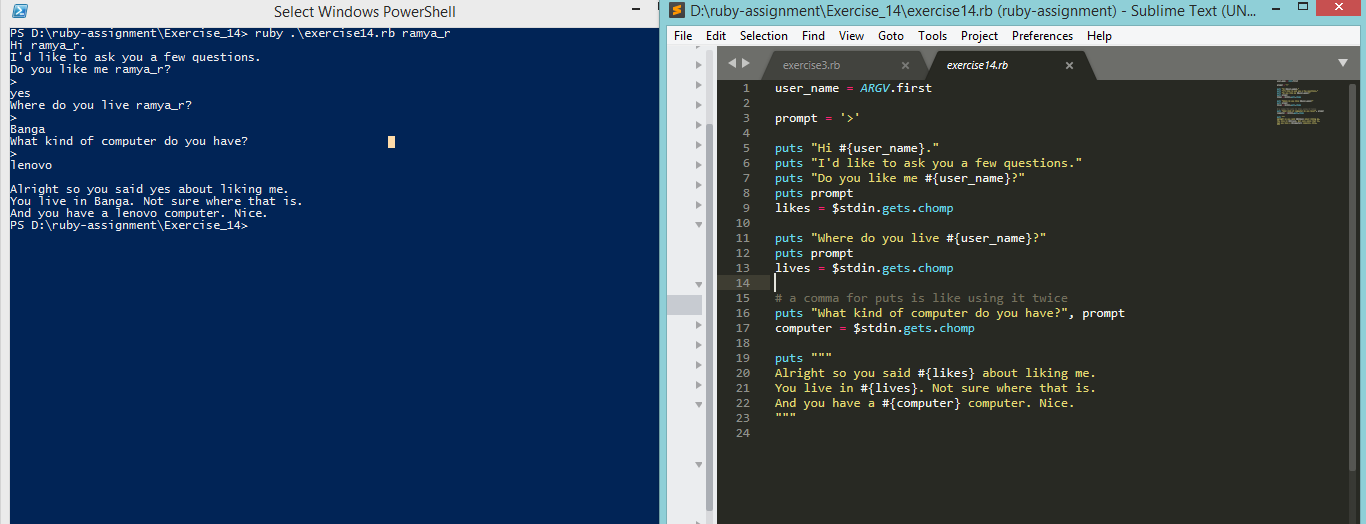 Select Windows PowerShell
PS D:\ruby-assignment\Exercise_14> ruby .\exercise14.rb ramya_r
Hi ramya_r.
I'd like to ask you a few questions.
Do you like me ramya_r?
>
yes
Where do you live ramya_r?
>
Banga
What kind of computer do you have?
>
lenovo
Alright so you said yes about liking me.
You live in Banga. Not sure where that is.
And you have a lenovo computer. Nice.
PS D:\ruby-assignment\Exercise_14>
D:\ruby-assignment\Exercise_14\exercise14.rb (ruby-assignment) - Sublime Text (UN...
File Edit Selection Find View Goto Tools Project Preferences Help
exercise3.rb exercise14.rb
1 user_name = ARGV.first
2
3 prompt = '>'
4
5 puts "Hi #{user_name}."
6 puts "I'd like to ask you a few questions."
7 puts "Do you like me #{user_name}?"
8 puts prompt
9 likes = $stdin.gets.chomp
10
11 puts "Where do you live #{user_name}?"
12 puts prompt
13 lives = $stdin.gets.chomp
14
15 # a comma for puts is like using it twice
16 puts "What kind of computer do you have?", prompt
17 computer = $stdin.gets.chomp
18
19 puts """
20 Alright so you said #{likes} about liking me.
21 You live in #{lives}. Not sure where that is.
22 And you have a #{computer} computer. Nice.
23 """
24